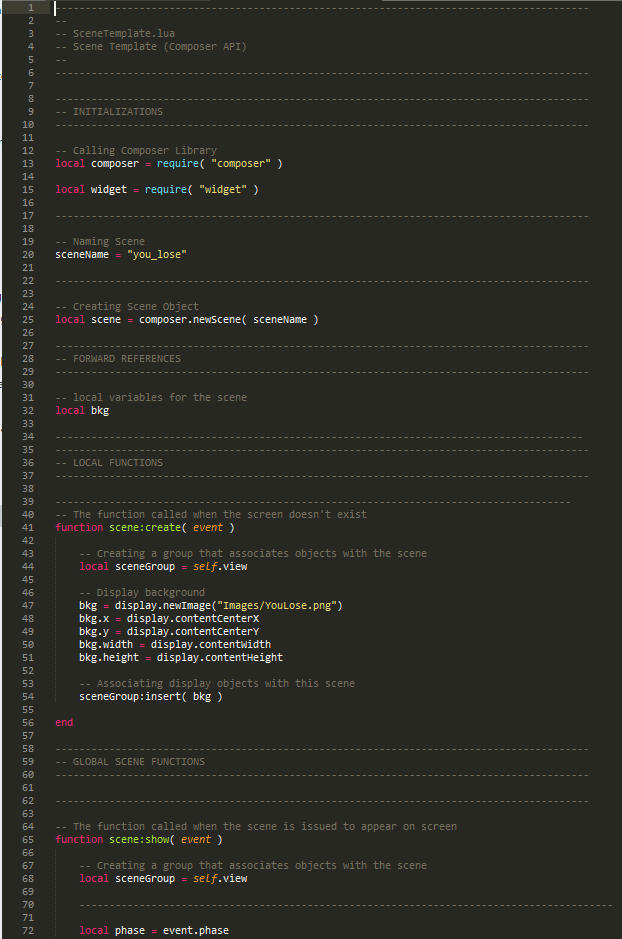 1 -----------------------------------------------------------------------------------------
2 --
3 -- SceneTemplate.lua
4 -- Scene Template (Composer API)
5 --
6 -----------------------------------------------------------------------------------------
7
8 -----------------------------------------------------------------------------------------
9 -- INITIALIZATIONS
10 -----------------------------------------------------------------------------------------
11
12 -- Calling Composer Library
13 local composer = require( "composer" )
14
15 local widget = require( "widget" )
16
17 -----------------------------------------------------------------------------------------
18
19 -- Naming Scene
20 sceneName = "you_lose"
21
22 -----------------------------------------------------------------------------------------
23
24 -- Creating Scene Object
25 local scene = composer.newScene( sceneName )
26
27 -----------------------------------------------------------------------------------------
28 -- FORWARD REFERENCES
29 -----------------------------------------------------------------------------------------
30
31 -- local variables for the scene
32 local bkg
33
34 ----------------------------------------------------------------------------------------
35 -----------------------------------------------------------------------------------------
36 -- LOCAL FUNCTIONS
37 -----------------------------------------------------------------------------------------
38
39 --------------------------------------------------------------------------------------
40 -- The function called when the screen doesn't exist
41 function scene:create( event )
42
43     -- Creating a group that associates objects with the scene
44     local sceneGroup = self.view
45
46     -- Display background
47     bkg = display.newImage("Images/YouLose.png")
48     bkg.x = display.contentCenterX
49     bkg.y = display.contentCenterY
50     bkg.width = display.contentWidth
51     bkg.height = display.contentHeight
52
53     -- Associating display objects with this scene
54     sceneGroup:insert( bkg )
55
56 end
57
58 -----------------------------------------------------------------------------------------
59 -- GLOBAL SCENE FUNCTIONS
60 -----------------------------------------------------------------------------------------
61
62 -----------------------------------------------------------------------------------------
63
64 -- The function called when the scene is issued to appear on screen
65 function scene:show( event )
66
67     -- Creating a group that associates objects with the scene
68     local sceneGroup = self.view
69
70     -----------------------------------------------------------------------------------------
71
72     local phase = event.phase